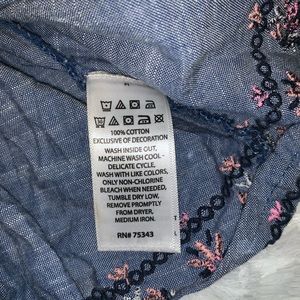 100% COTTON
EXCLUSIVE OF DECORATION
WASH INSIDE OUT,
MACHINE WASH COOL -
DELICATE CYCLE,
WASH WITH LIKE COLORS,
ONLY NON-CHLORINE
BLEACH WHEN NEEDED,
TUMBLE DRY LOW,
REMOVE PROMPTLY
FROM DRYER,
MEDIUM IRON.
RN# 75343